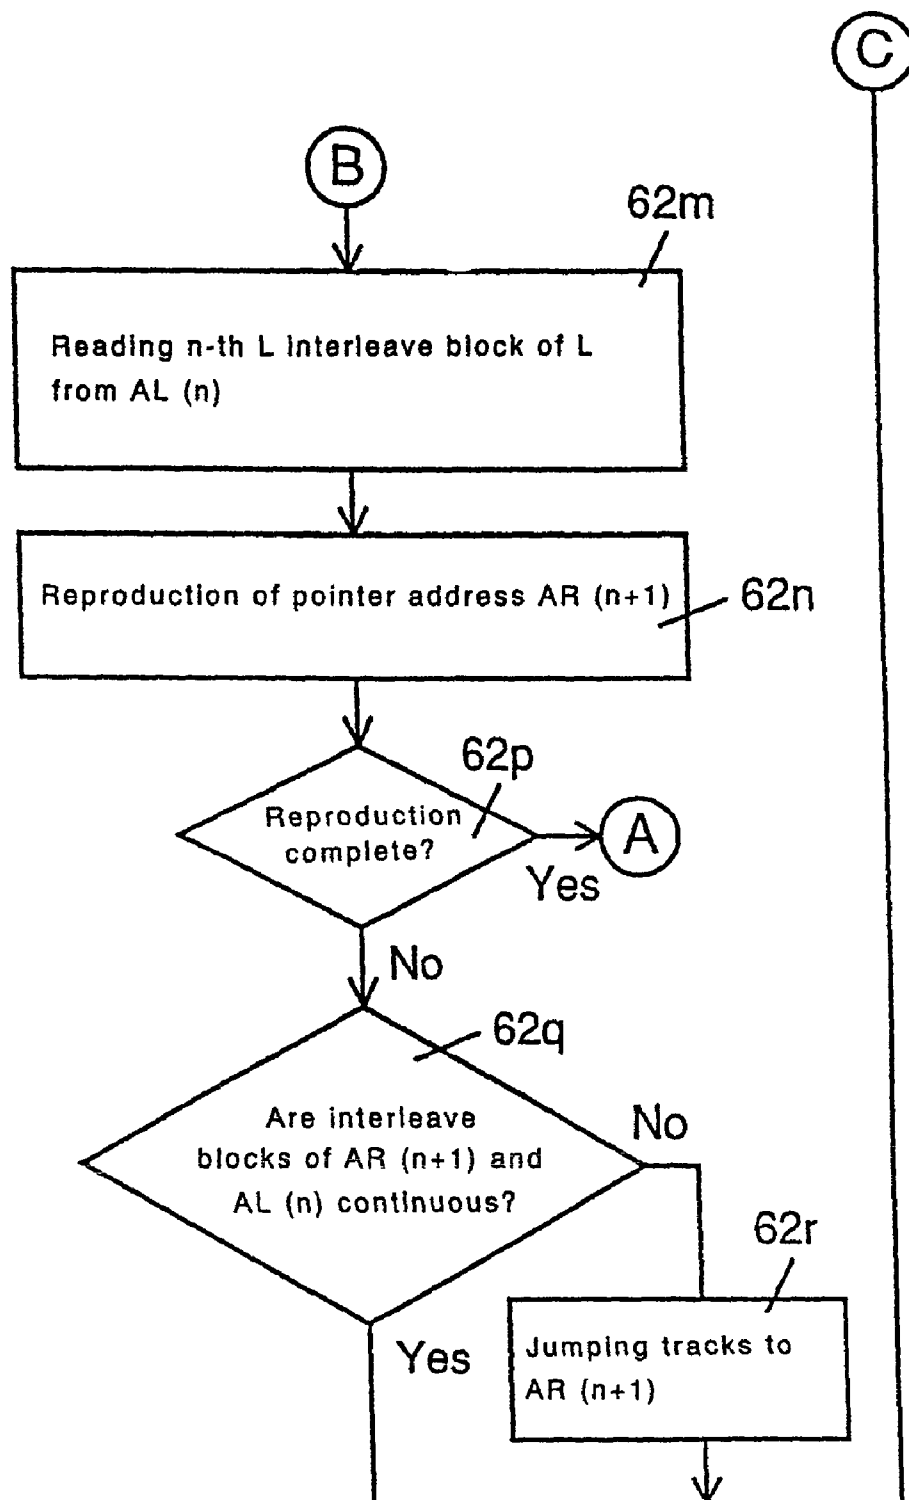 C
B
62m
Reading n-th L interleave block of L
from AL (n)
Reproduction of pointer address AR (n+1)
62n
62p
Reproduction
complete?
A
Yes
No
62q
Are interleave
blocks of AR (n+1) and
AL (n) continuous?
No
62r
Yes
Jumping tracks to
AR (n+1)